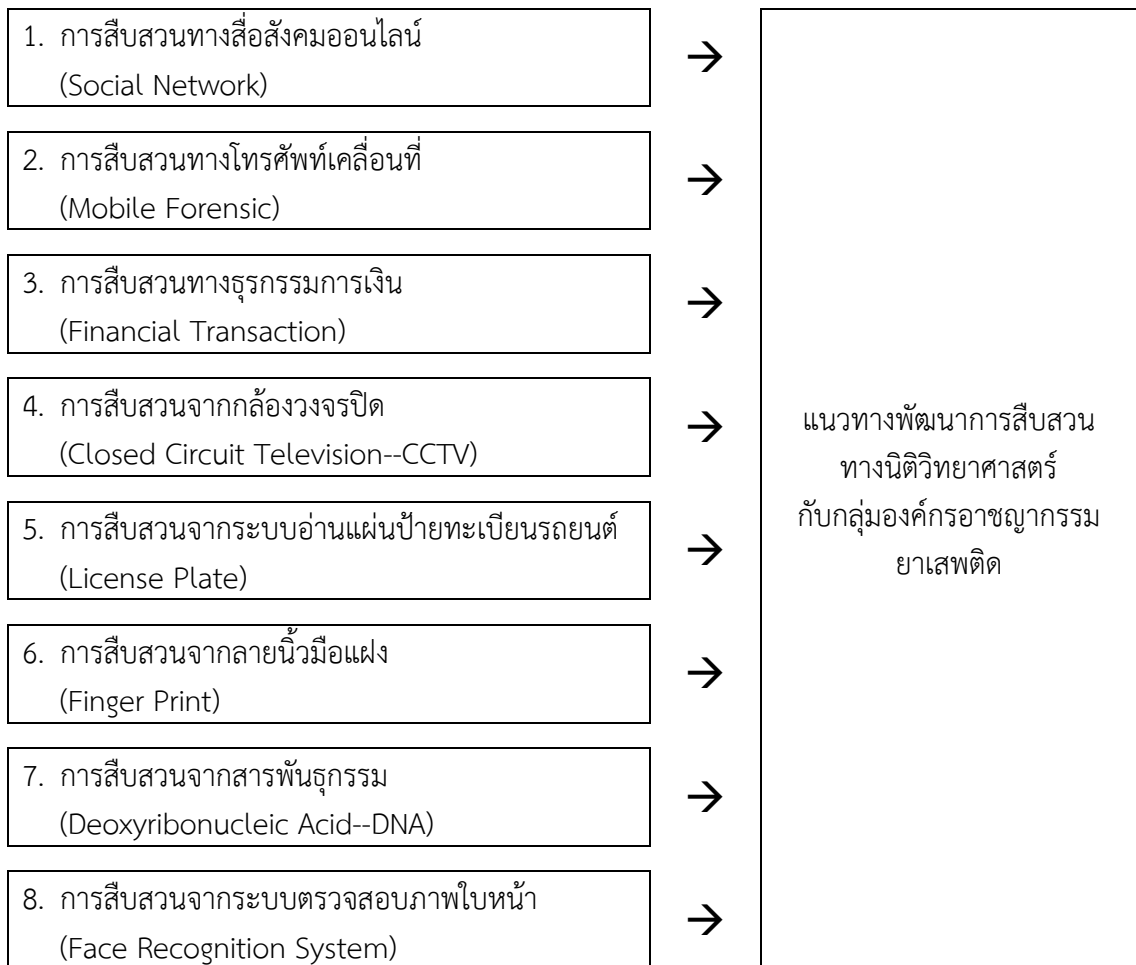 1. การสืบสวนทางสื่อสังคมออนไลน์
(Social Network)
→
2. การสืบสวนทางโทรศัพท์เคลื่อนที่
(Mobile Forensic)
→
3. การสืบสวนทางธุรกรรมการเงิน
(Financial Transaction)
→
4. การสืบสวนจากกล้องวงจรปิด
(Closed Circuit Television--CCTV)
→
5. การสืบสวนจากระบบอ่านแผ่นป้ายทะเบียนรถยนต์
(License Plate)
→
6. การสืบสวนจากลายนิ้วมือแฝง
(Finger Print)
→
7. การสืบสวนจากสารพันธุกรรม
(Deoxyribonucleic Acid--DNA)
→
8. การสืบสวนจากระบบตรวจสอบภาพใบหน้า
(Face Recognition System)
→
แนวทางพัฒนาการสืบสวน
ทางนิติวิทยาศาสตร์
กับกลุ่มองค์กรอาชญากรรม
ยาเสพติด